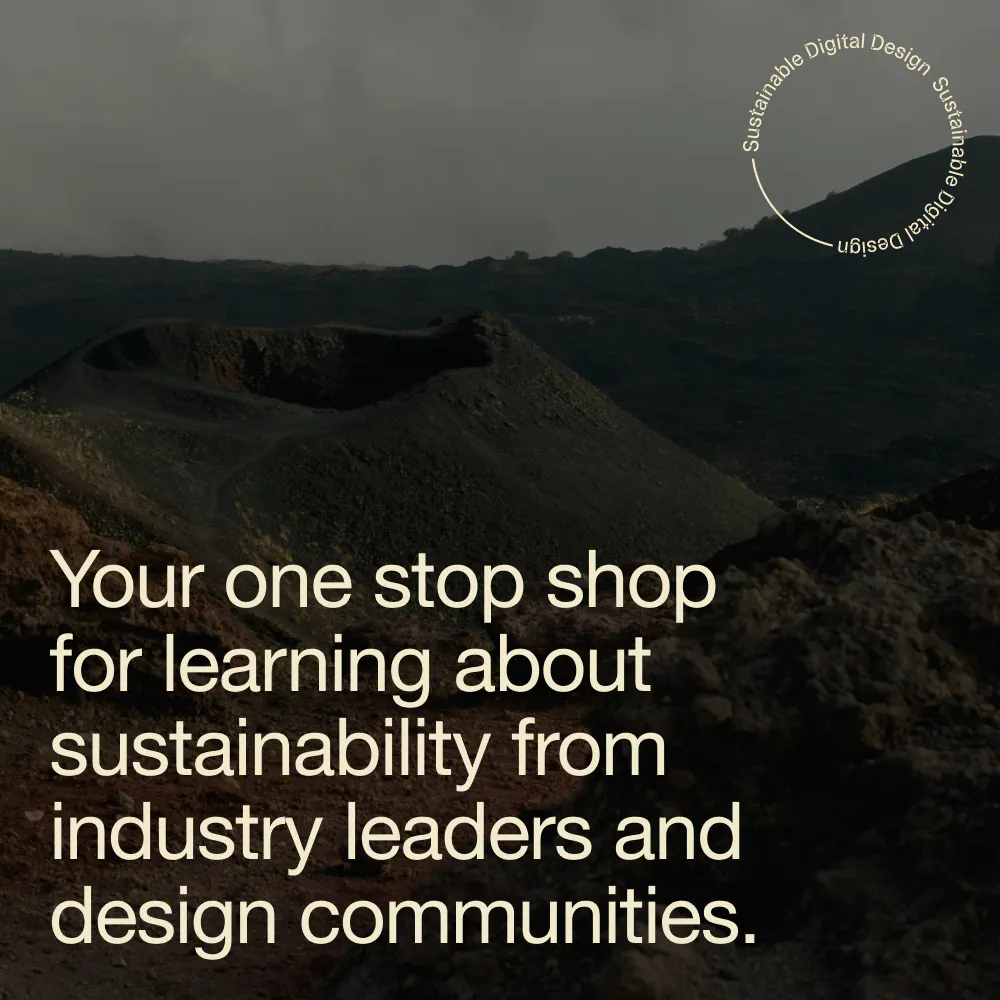 Sustainable Digital Design Sustainable Digital Design
Your one stop shop
for learning about
sustainability from
industry leaders and
design communities.